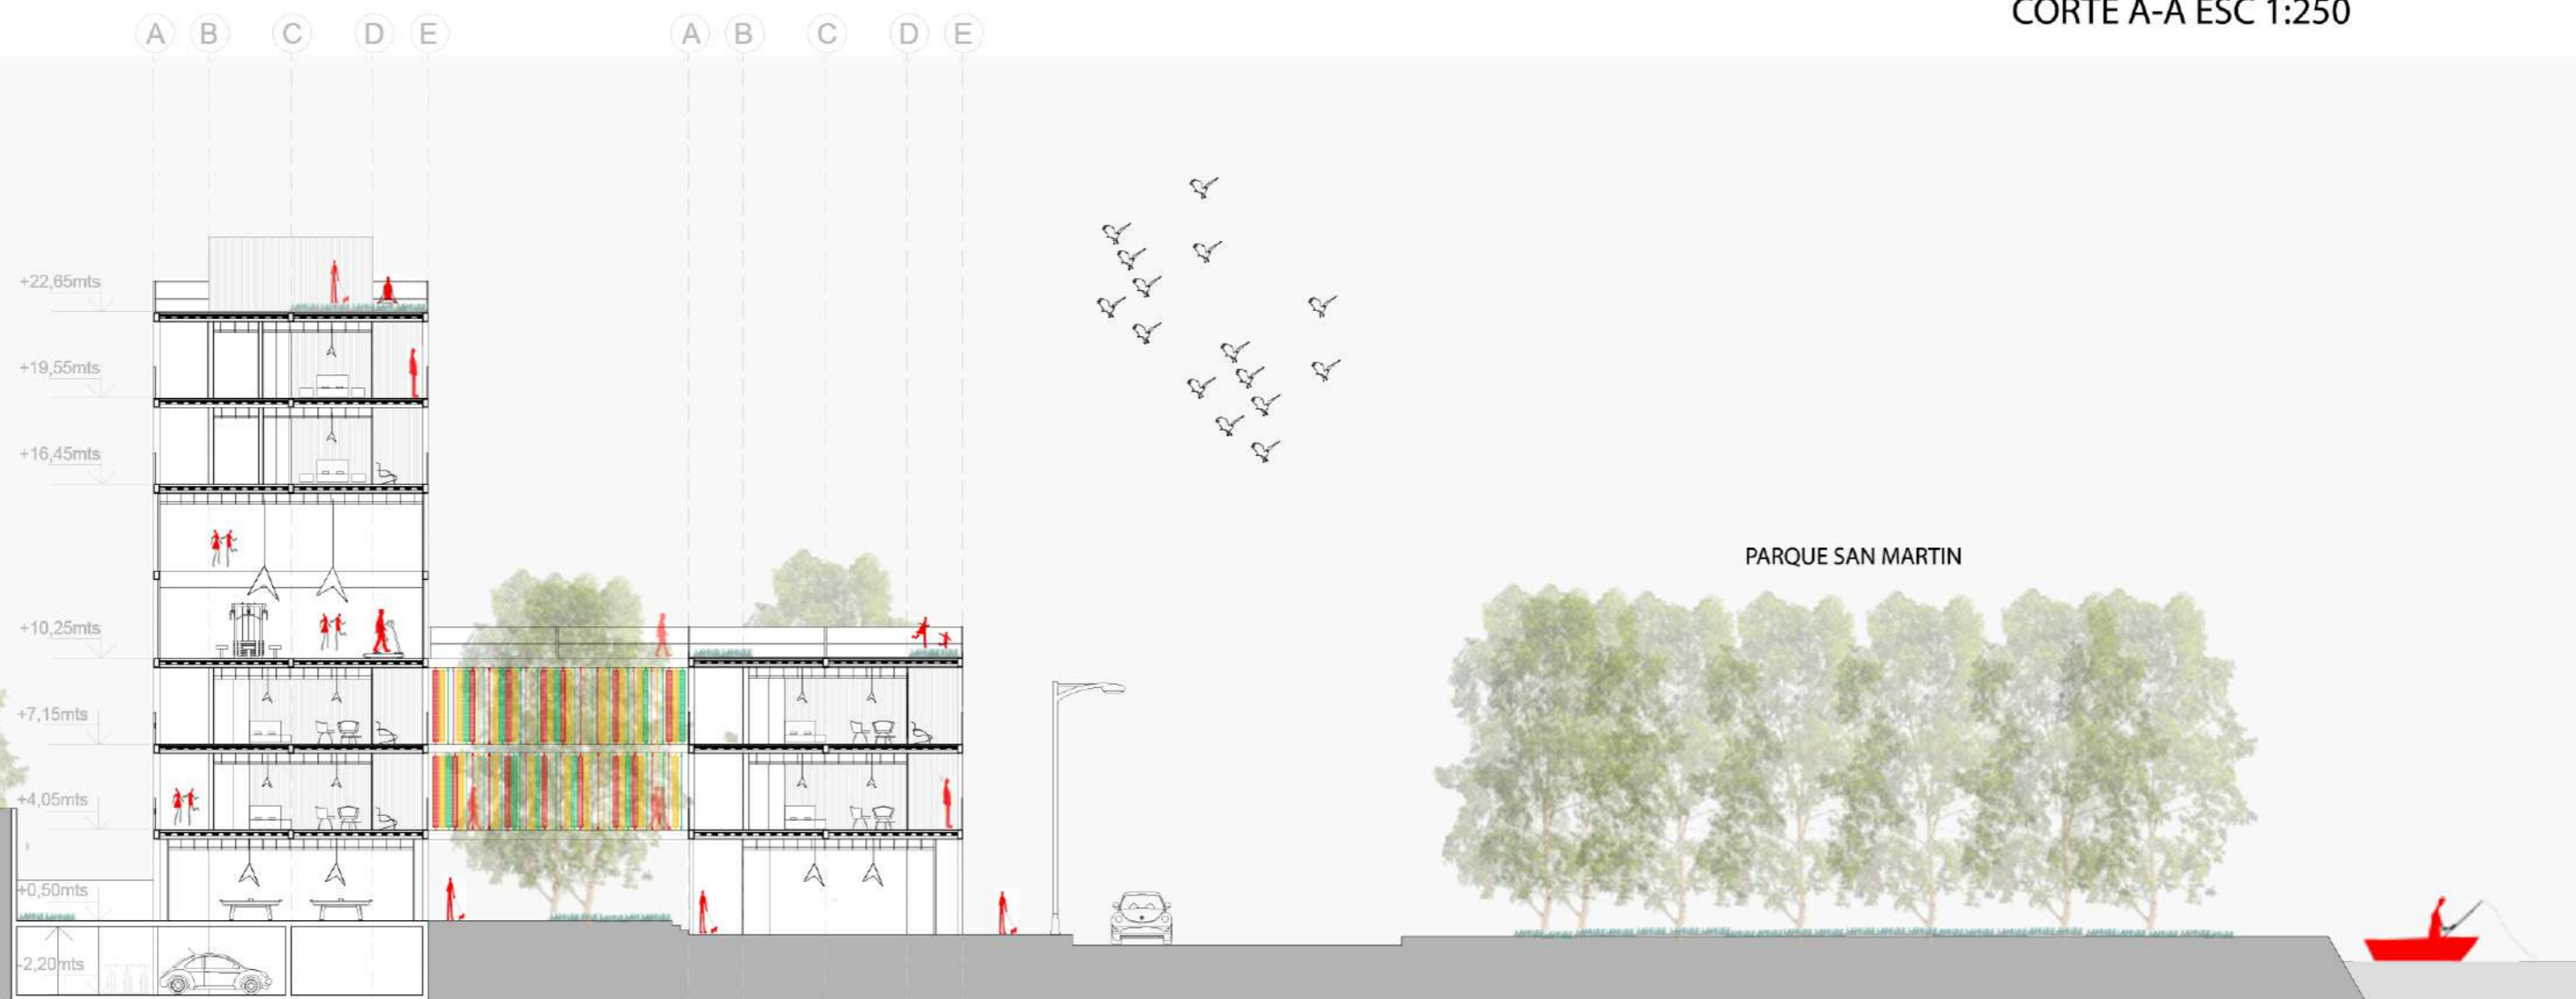 CORTE A-A ESC 1:250
A B C D E A B C D E
+22,65mts
+19,55mts
+16,45mts
PARQUE SAN MARTIN
+10,25mts
+7,15mts
+4,05mts
+0,50mts
-2,20mts